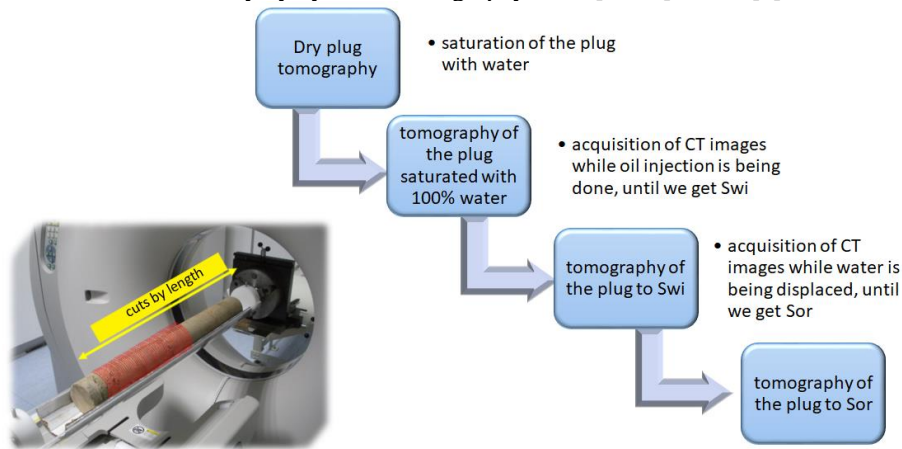 Dry plug
tomography
• saturation of the plug
with water
tomography of
the plug
saturated with
100% water
• acquisition of CT images
while oil injection is being
done, until we get Swi
tomography of
the plug to Swi
• acquisition of CT
images while water is
being displaced, until
we get Sor
tomography of
the plug to Sor
cuts by length